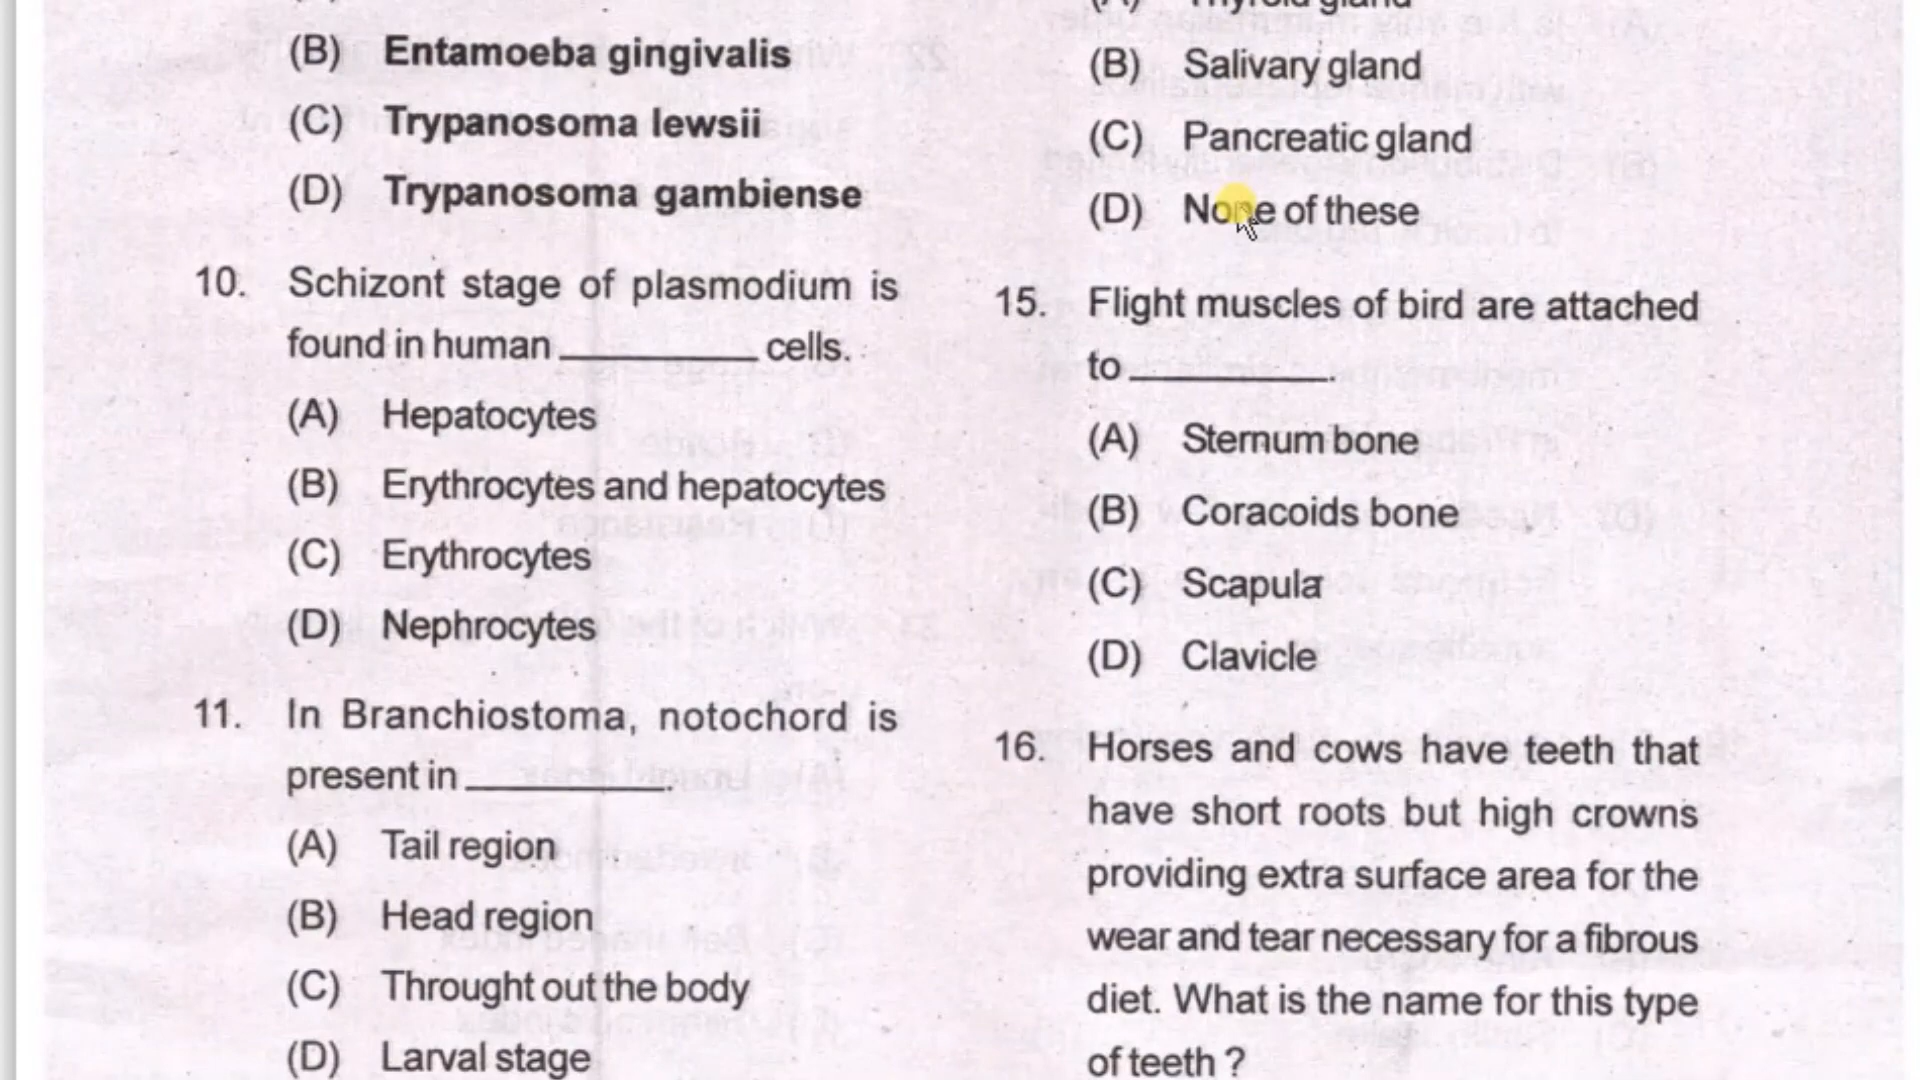 (B) Entamoeba gingivalis
(C) Trypanosoma lewsii
(D) Trypanosoma gambiense
10. Schizont stage of plasmodium is
found in human ________ cells.
(A) Hepatocytes
(B) Erythrocytes and hepatocytes
(C) Erythrocytes
(D) Nephrocytes
11. In Branchiostoma, notochord is
present in ________.
(A) Tail region
(B) Head region
(C) Throught out the body
(D) Larval stage
(A) Thyroid gland
(B) Salivary gland
(C) Pancreatic gland
(D) None of these
15. Flight muscles of bird are attached
to ________.
(A) Sternum bone
(B) Coracoids bone
(C) Scapula
(D) Clavicle
16. Horses and cows have teeth that
have short roots but high crowns
providing extra surface area for the
wear and tear necessary for a fibrous
diet. What is the name for this type
of teeth ?